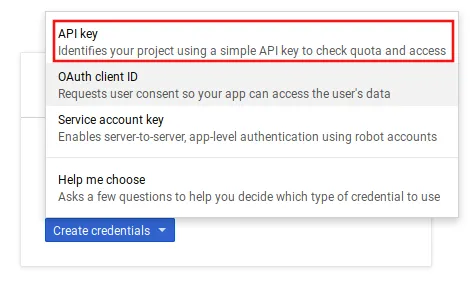 API key
Identifies your project using a simple API key to check quota and access
OAuth client ID
Requests user consent so your app can access the user's data
Service account key
Enables server-to-server, app-level authentication using robot accounts
Help me choose
Asks a few questions to help you decide which type of credential to use
Create credentials